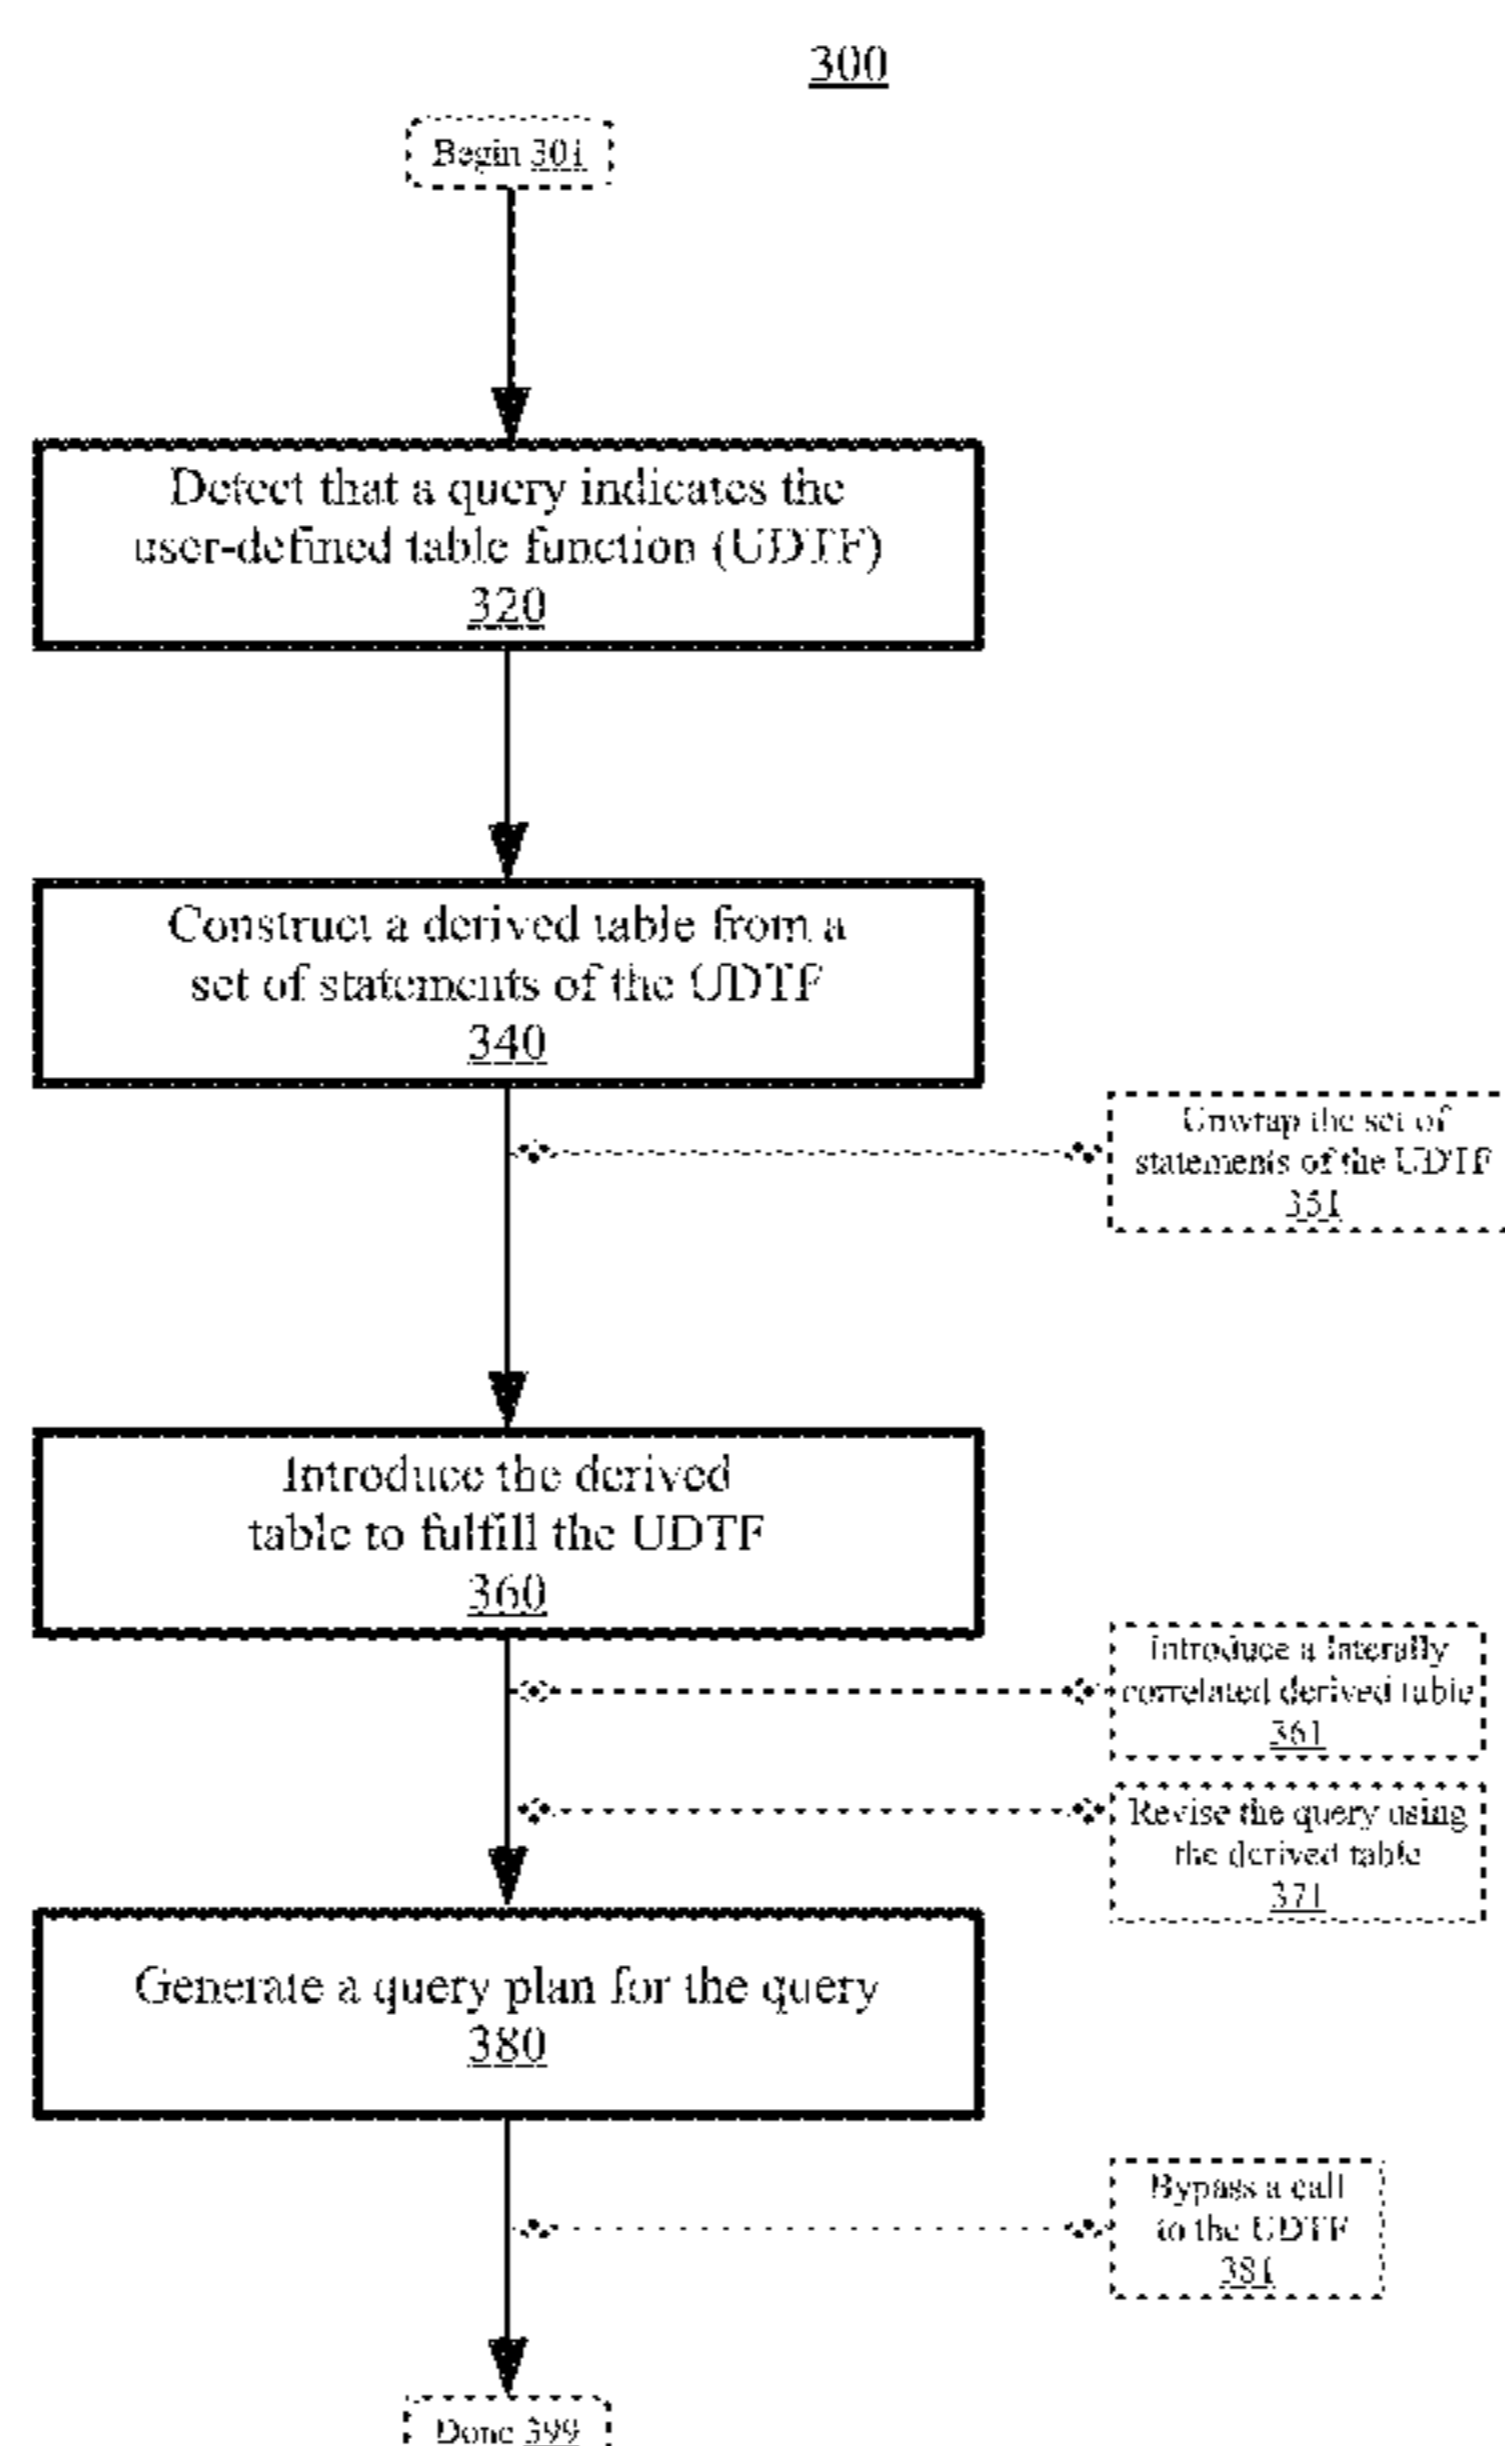 300
Begin 301
Detect that a query indicates the
user-defined table function (UDTF)
320
Construct a derived table from a
set of statements of the UDTF
340
Unwrap the set of
statements of the UDTF
351
Introduce the derived
table to fulfill the UDTF
360
Introduce a laterally
correlated derived table
361
Revise the query using
the derived table
371
Generate a query plan for the query
380
Bypass a call
to the UDTF
381
Done 399